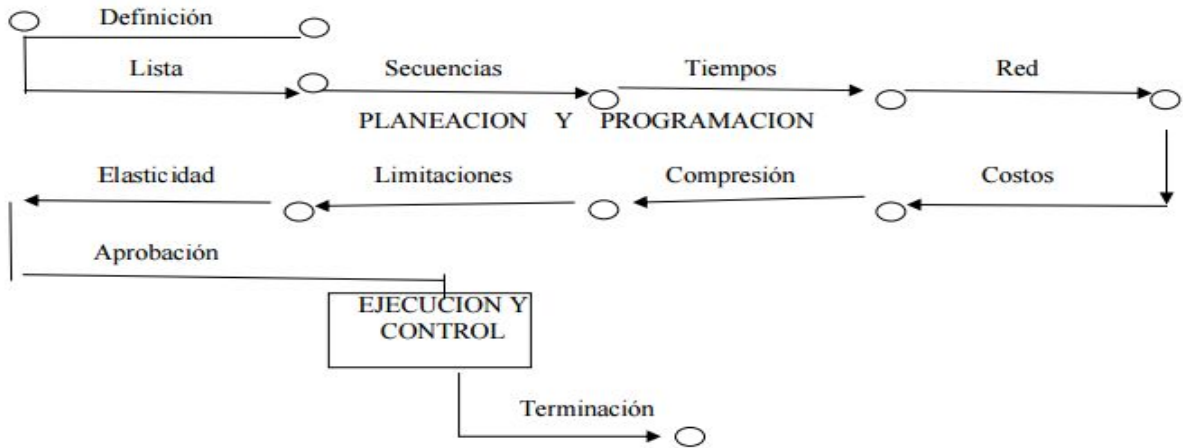 Definición
Lista Secuencias Tiempos Red
PLANEACION Y PROGRAMACION
Elasticidad Limitaciones Compresión Costos
Aprobación
EJECUCION Y
CONTROL
Terminación